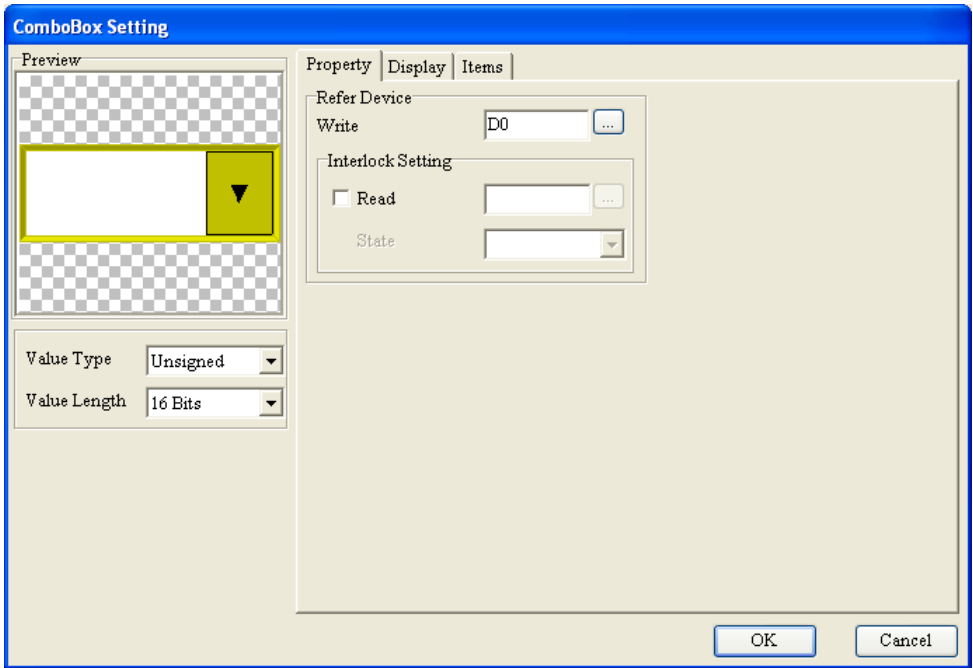 ComboBox Setting
Preview
Value Type Unsigned
Value Length 16 Bits
Property Display Items
Refer Device
Write D0 ...
Interlock Setting
Read ...
State
OK Cancel